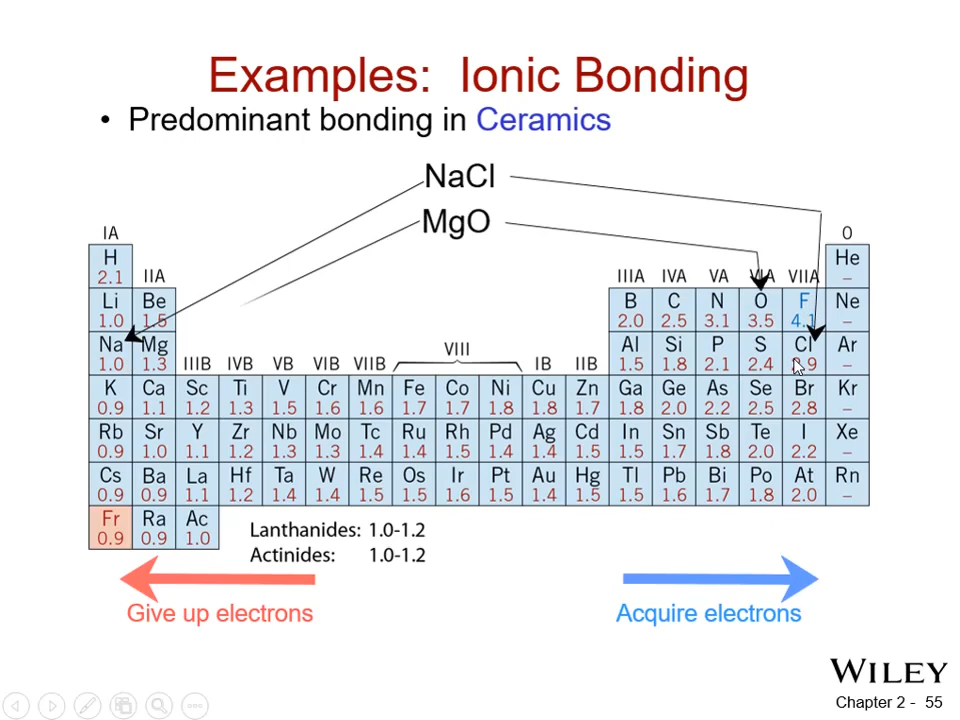 Examples: Ionic Bonding
• Predominant bonding in Ceramics
NaCl
MgO
IA
O
H
IIA
IIIA IVA VA VIA VIIA
He
2.1
–
Li Be B C N O F Ne
1.0 1.5 2.0 2.5 3.1 3.5 4.1 –
Na Mg
VIII
Al Si P S Cl Ar
1.0 1.3
IIIB IVB VB VIB VIIB IB IIB
1.5 1.8 2.1 2.4 –
K Ca Sc Ti V Cr Mn Fe Co Ni Cu Zn Ga Ge As Se Br Kr
0.9 1.1 1.2 1.3 1.5 1.6 1.6 1.7 1.7 1.8 1.8 1.7 1.8 2.0 2.2 2.5 2.8 –
Rb Sr Y Zr Nb Mo Tc Ru Rh Pd Ag Cd In Sn Sb Te I Xe
0.9 1.0 1.1 1.2 1.3 1.3 1.4 1.4 1.5 1.4 1.4 1.5 1.5 1.7 1.8 2.0 2.2 –
Cs Ba La Hf Ta W Re Os Ir Pt Au Hg Tl Pb Bi Po At Rn
0.9 0.9 1.1 1.2 1.4 1.4 1.5 1.5 1.6 1.5 1.4 1.5 1.5 1.6 1.7 1.8 2.0 –
Fr Ra Ac
0.9 0.9 1.0
Lanthanides: 1.0-1.2
Actinides: 1.0-1.2
Give up electrons
Acquire electrons
WILEY
Chapter 2 - 55